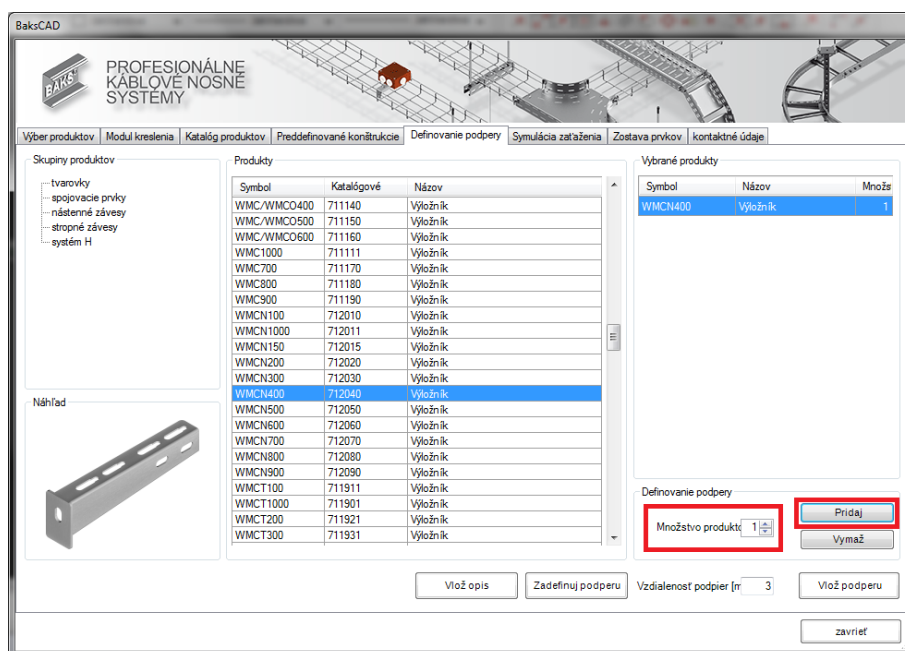 BaksCAD
BAKS
PROFESIONÁLNE
KÁBLOVÉ NOSNÉ
SYSTÉMY
Výber produktov Modul kreslenia Katalóg produktov Preddefinované konštrukcie Definovanie podpery Symulácia zaťaženia Zostava prvkov kontaktné údaje
Skupiny produktov
tvarovky
spojovacie prvky
nástenné závesy
stropné závesy
systém H
Náhľad
Produkty
Symbol Katalógové Názov
WMC/WMCO400 711140 Výložník
WMC/WMCO500 711150 Výložník
WMC/WMCO600 711160 Výložník
WMC1000 711111 Výložník
WMC700 711170 Výložník
WMC800 711180 Výložník
WMC900 711190 Výložník
WMCN100 712010 Výložník
WMCN1000 712011 Výložník
WMCN150 712015 Výložník
WMCN200 712020 Výložník
WMCN300 712030 Výložník
WMCN400 712040 Výložník
WMCN500 712050 Výložník
WMCN600 712060 Výložník
WMCN700 712070 Výložník
WMCN800 712080 Výložník
WMCN900 712090 Výložník
WMCT100 711911 Výložník
WMCT1000 711901 Výložník
WMCT200 711921 Výložník
WMCT300 711931 Výložník
Vybrané produkty
Symbol Názov Množs
WMCN400 Výložník 1
Definovanie podpery
Množstvo produkto 1
Pridaj
Vymaž
Vlož opis Zadefinuj podperu Vzdialenosť podpier [m 3 Vlož podperu
zavrieť